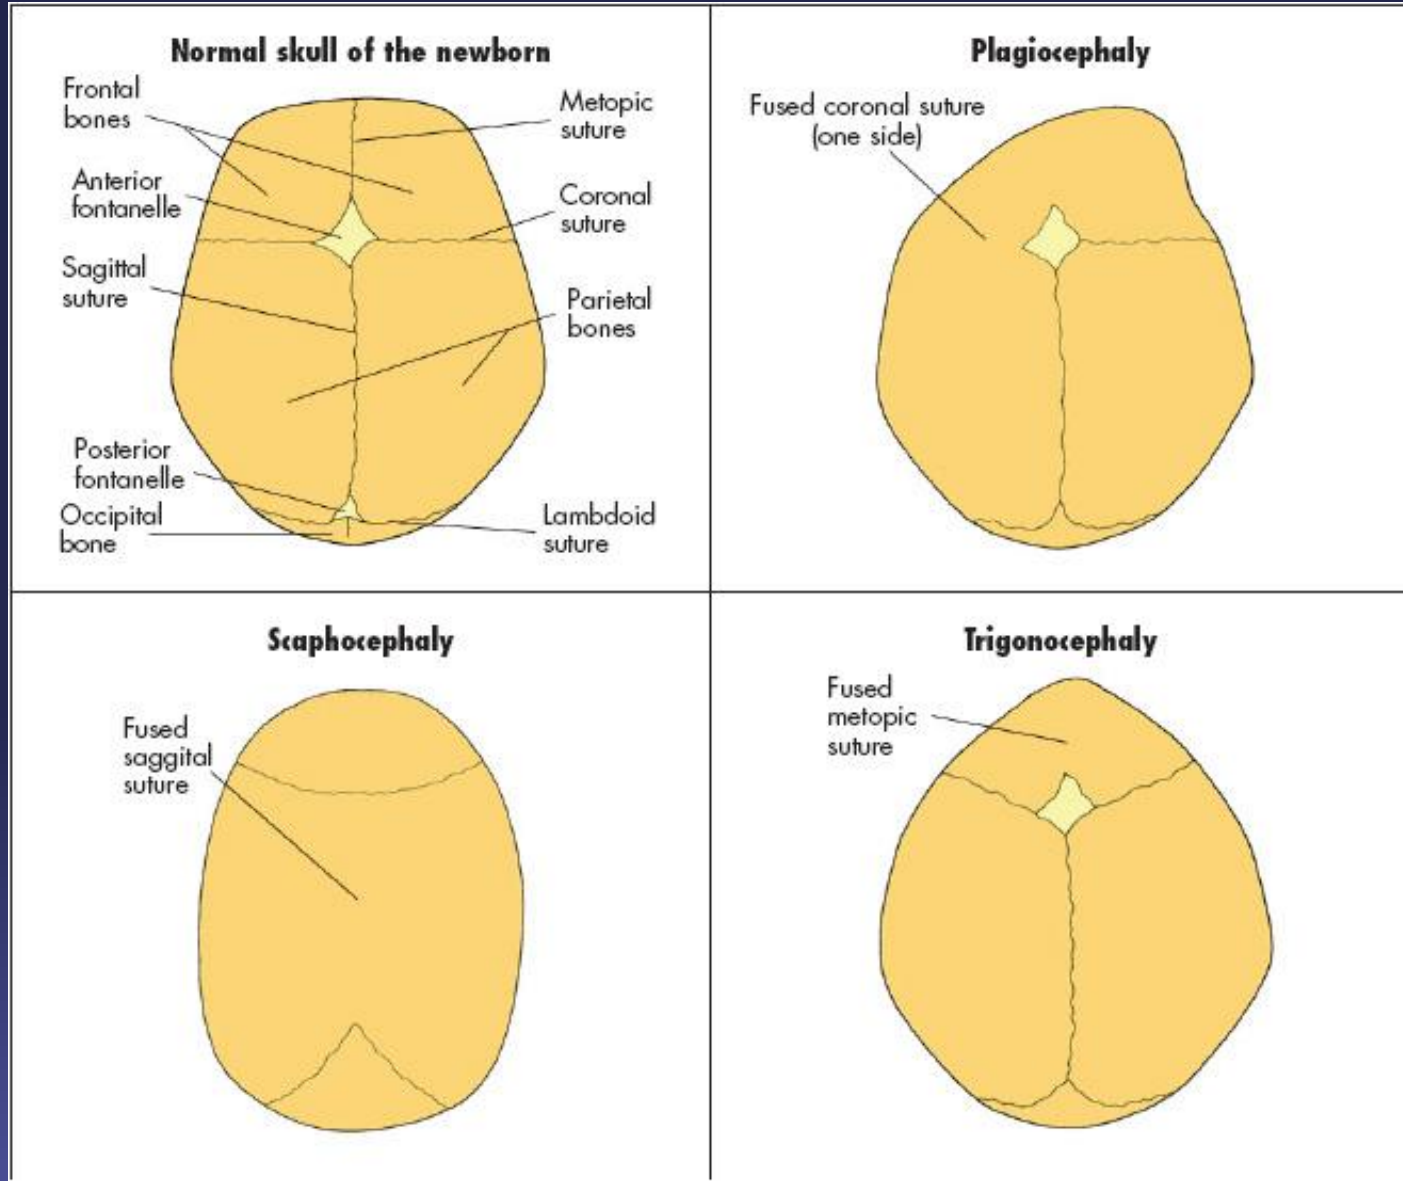 Normal skull of the newborn
Frontal
bones
Metopic
suture
Anterior
fontanelle
Coronal
suture
Sagittal
suture
Parietal
bones
Posterior
fontanelle
Occipital
bone
Lambdoid
suture
Plagiocephaly
Fused coronal suture
(one side)
Scaphocephaly
Fused
saggital
suture
Trigonocephaly
Fused
metopic
suture